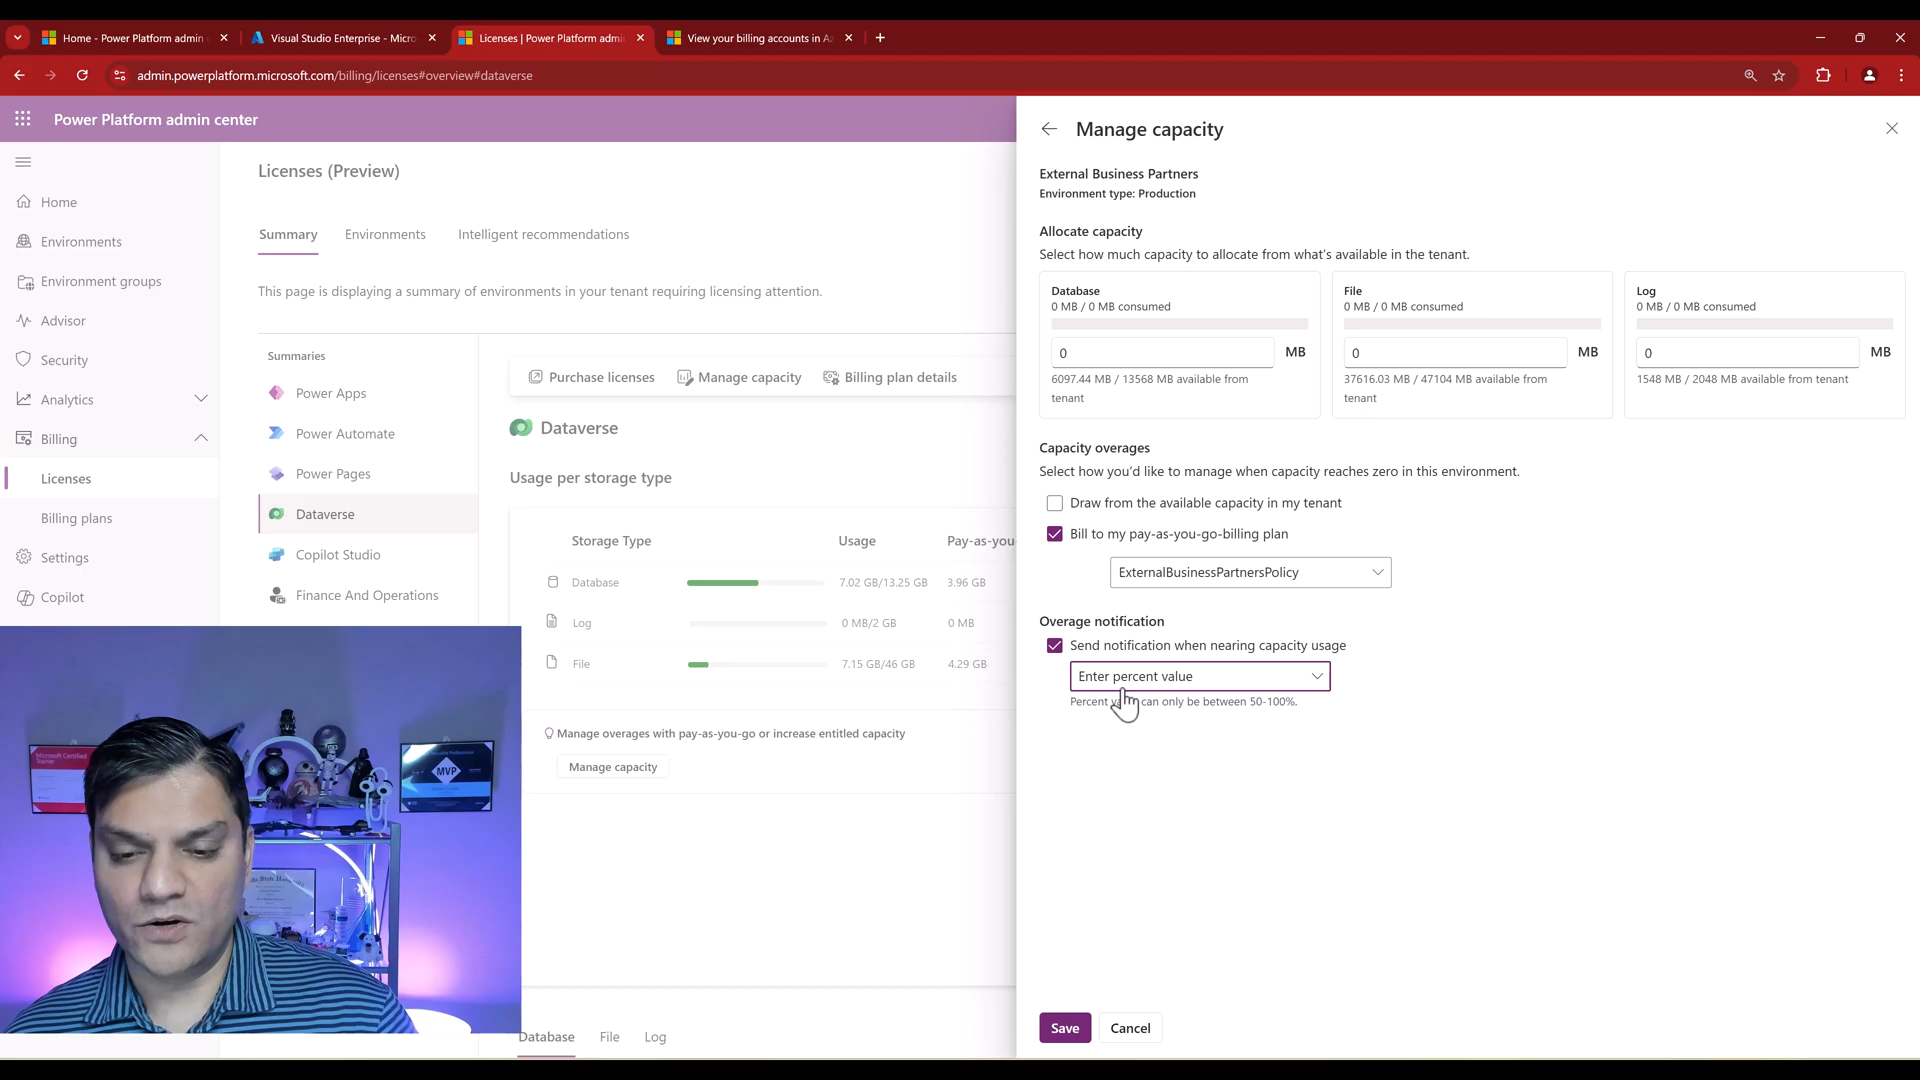 Home - Power Platform admin
Visual Studio Enterprise - Micro
Licenses | Power Platform admi
View your billing accounts in Az
admin.powerplatform.microsoft.com/billing/licenses#overview#dataverse
Power Platform admin center
Home
Environments
Environment groups
Advisor
Security
Analytics
Billing
Licenses
Billing plans
Settings
Copilot
Licenses (Preview)
Summary
Environments
Intelligent recommendations
This page is displaying a summary of environments in your tenant requiring licensing attention.
Summaries
Power Apps
Power Automate
Power Pages
Dataverse
Copilot Studio
Finance And Operations
Purchase licenses
Manage capacity
Billing plan details
Dataverse
Usage per storage type
Storage Type Usage Pay-as-you
Database 7.02 GB/13.25 GB 3.96 GB
Log 0 MB/2 GB 0 MB
File 7.15 GB/46 GB 4.29 GB
Manage overages with pay-as-you-go or increase entitled capacity
Manage capacity
Database File Log
Manage capacity
External Business Partners
Environment type: Production
Allocate capacity
Select how much capacity to allocate from what's available in the tenant.
Database
0 MB / 0 MB consumed
0 MB
6097.44 MB / 13568 MB available from
tenant
File
0 MB / 0 MB consumed
0 MB
37616.03 MB / 47104 MB available from
tenant
Log
0 MB / 0 MB consumed
0 MB
1548 MB / 2048 MB available from tenant
Capacity overages
Select how you'd like to manage when capacity reaches zero in this environment.
Draw from the available capacity in my tenant
Bill to my pay-as-you-go-billing plan
ExternalBusinessPartnersPolicy
Overage notification
Send notification when nearing capacity usage
Enter percent value
Percent can only be between 50-100%.
Save
Cancel
MVP